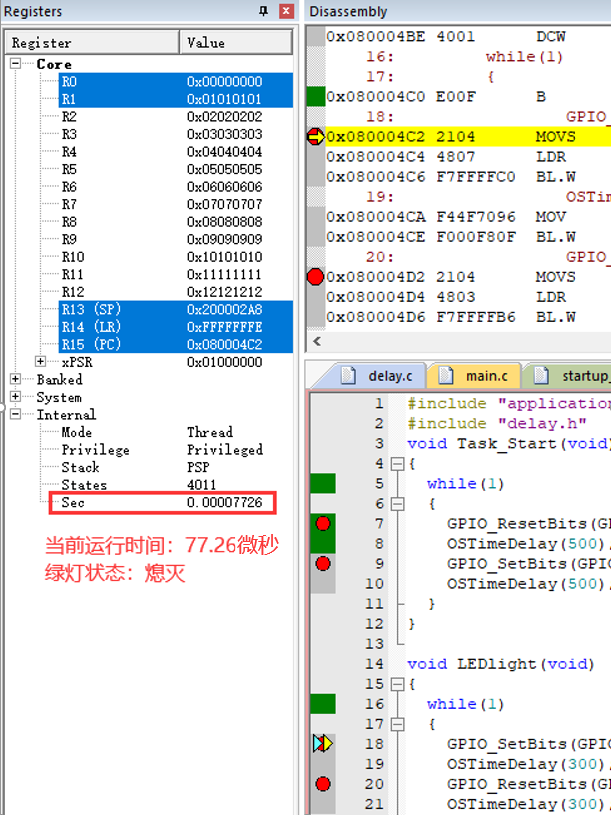 Registers
Register Value
Core
R0 0x00000000
R1 0x01010101
R2 0x02020202
R3 0x03030303
R4 0x04040404
R5 0x05050505
R6 0x06060606
R7 0x07070707
R8 0x08080808
R9 0x09090909
R10 0x10101010
R11 0x11111111
R12 0x12121212
R13 (SP) 0x200002A8
R14 (LR) 0xFFFFFFFE
R15 (PC) 0x080004C2
xPSR 0x01000000
Banked
System
Internal
Mode Thread
Privilege Privileged
Stack PSP
States 4011
Sec 0.00007726
当前运行时间：77.26微秒
绿灯状态：熄灭
Disassembly
0x080004BE 4001 DCW
16: while(1)
17: {
0x080004C0 E00F B
18: GPIO_
0x080004C2 2104 MOVS
0x080004C4 4807 LDR
0x080004C6 F7FFFFC0 BL.W
19: OSTim
0x080004CA F44F7096 MOV
0x080004CE F000F80F BL.W
20: GPIO_
0x080004D2 2104 MOVS
0x080004D4 4803 LDR
0x080004D6 F7FFFFB6 BL.W
delay.c main.c startup_
1 #include "application
2 #include "delay.h"
3 void Task_Start(void)
4 {
5 while(1)
6 {
7 GPIO_ResetBits(GP
8 OSTimeDelay(500),
9 GPIO_SetBits(GPIO
10 OSTimeDelay(500),
11 }
12 }
13
14 void LEDlight(void)
15 {
16 while(1)
17 {
18 GPIO_SetBits(GPIO
19 OSTimeDelay(300),
20 GPIO_ResetBits(GP
21 OSTimeDelay(300),